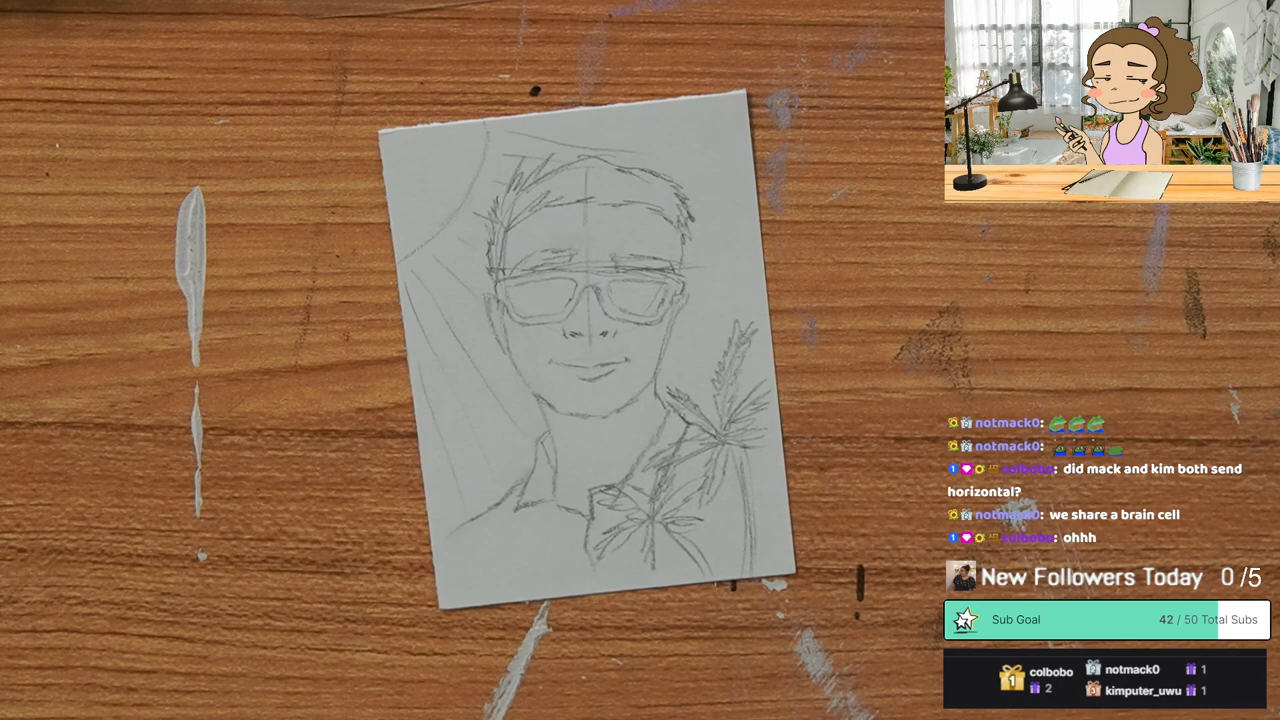 notmack0:
notmack0:
colbobo: did mack and kim both send
horizontal?
notmack0: we share a brain cell
colbobo: ohhh
New Followers Today 0 /5
Sub Goal 42 / 50 Total Subs
1 colbobo 2
notmack0 1
kimputer_uwu 1